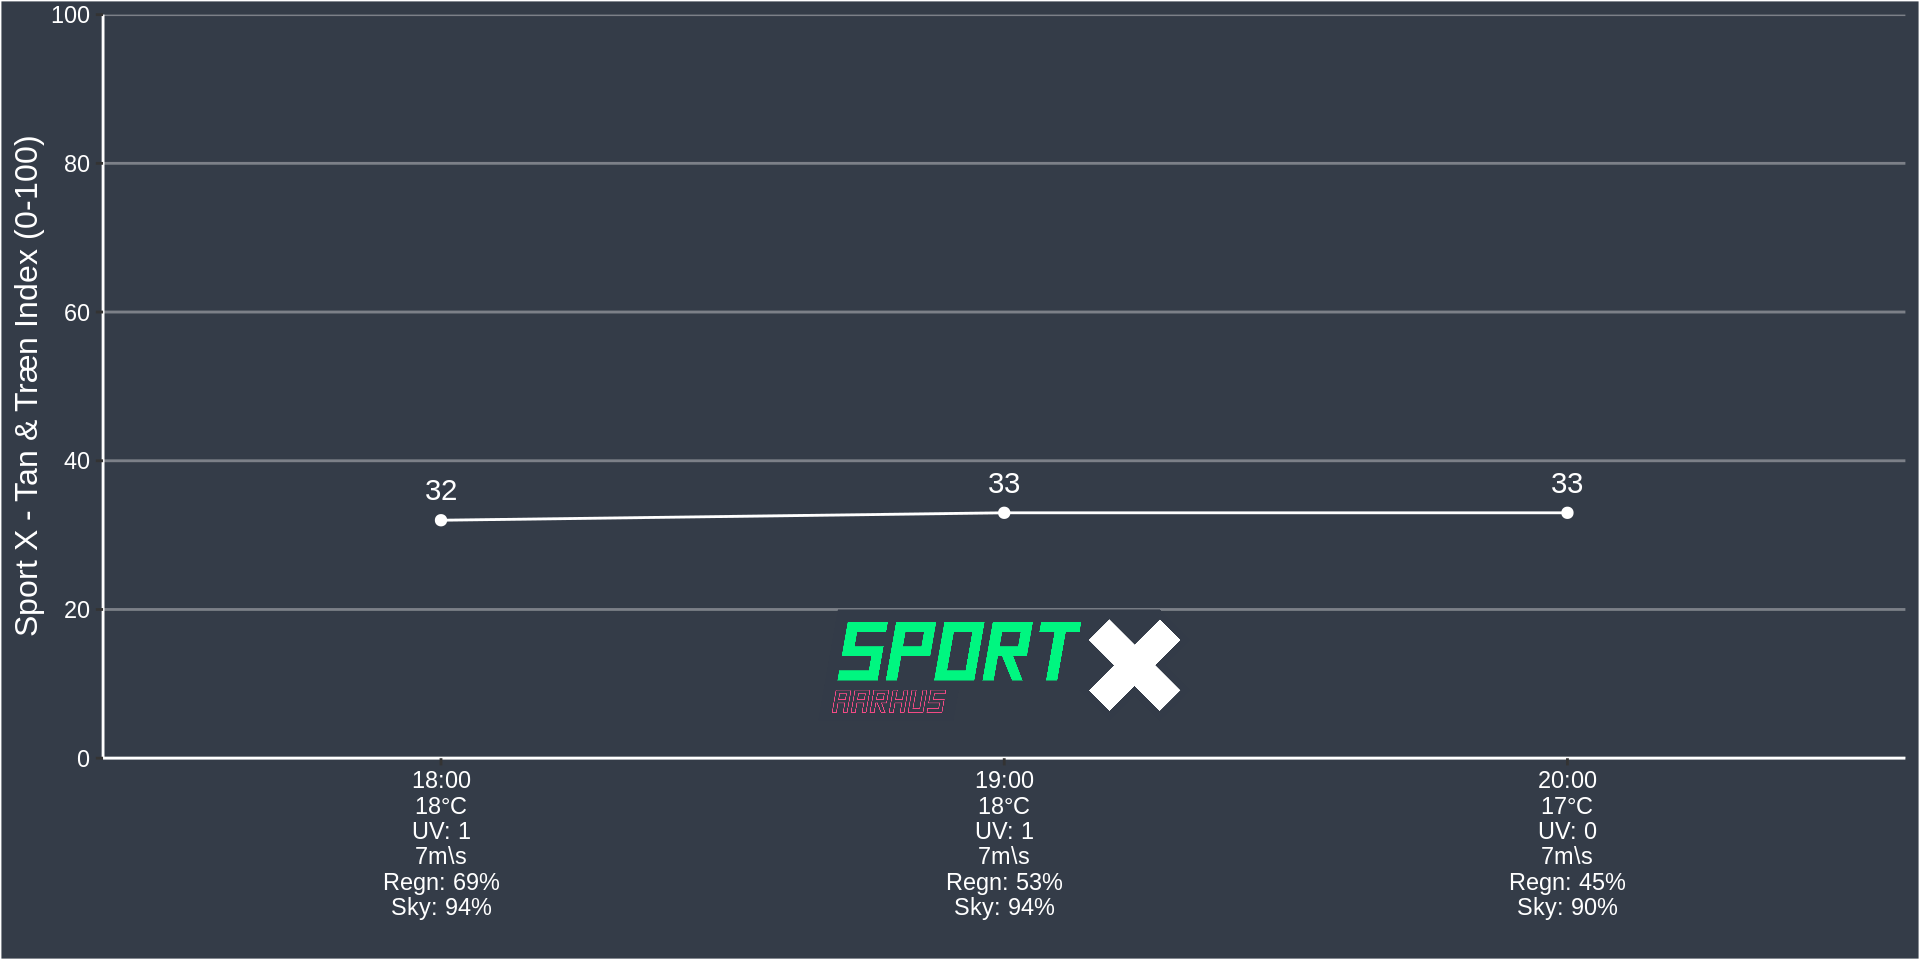 Sport X - Tan & Træn Index (0-100)
100
80
60
40
20
0
32
33
33
SPORT X
AARHUS
18:00
18°C
UV: 1
7m\s
Regn: 69%
Sky: 94%
19:00
18°C
UV: 1
7m\s
Regn: 53%
Sky: 94%
20:00
17°C
UV: 0
7m\s
Regn: 45%
Sky: 90%